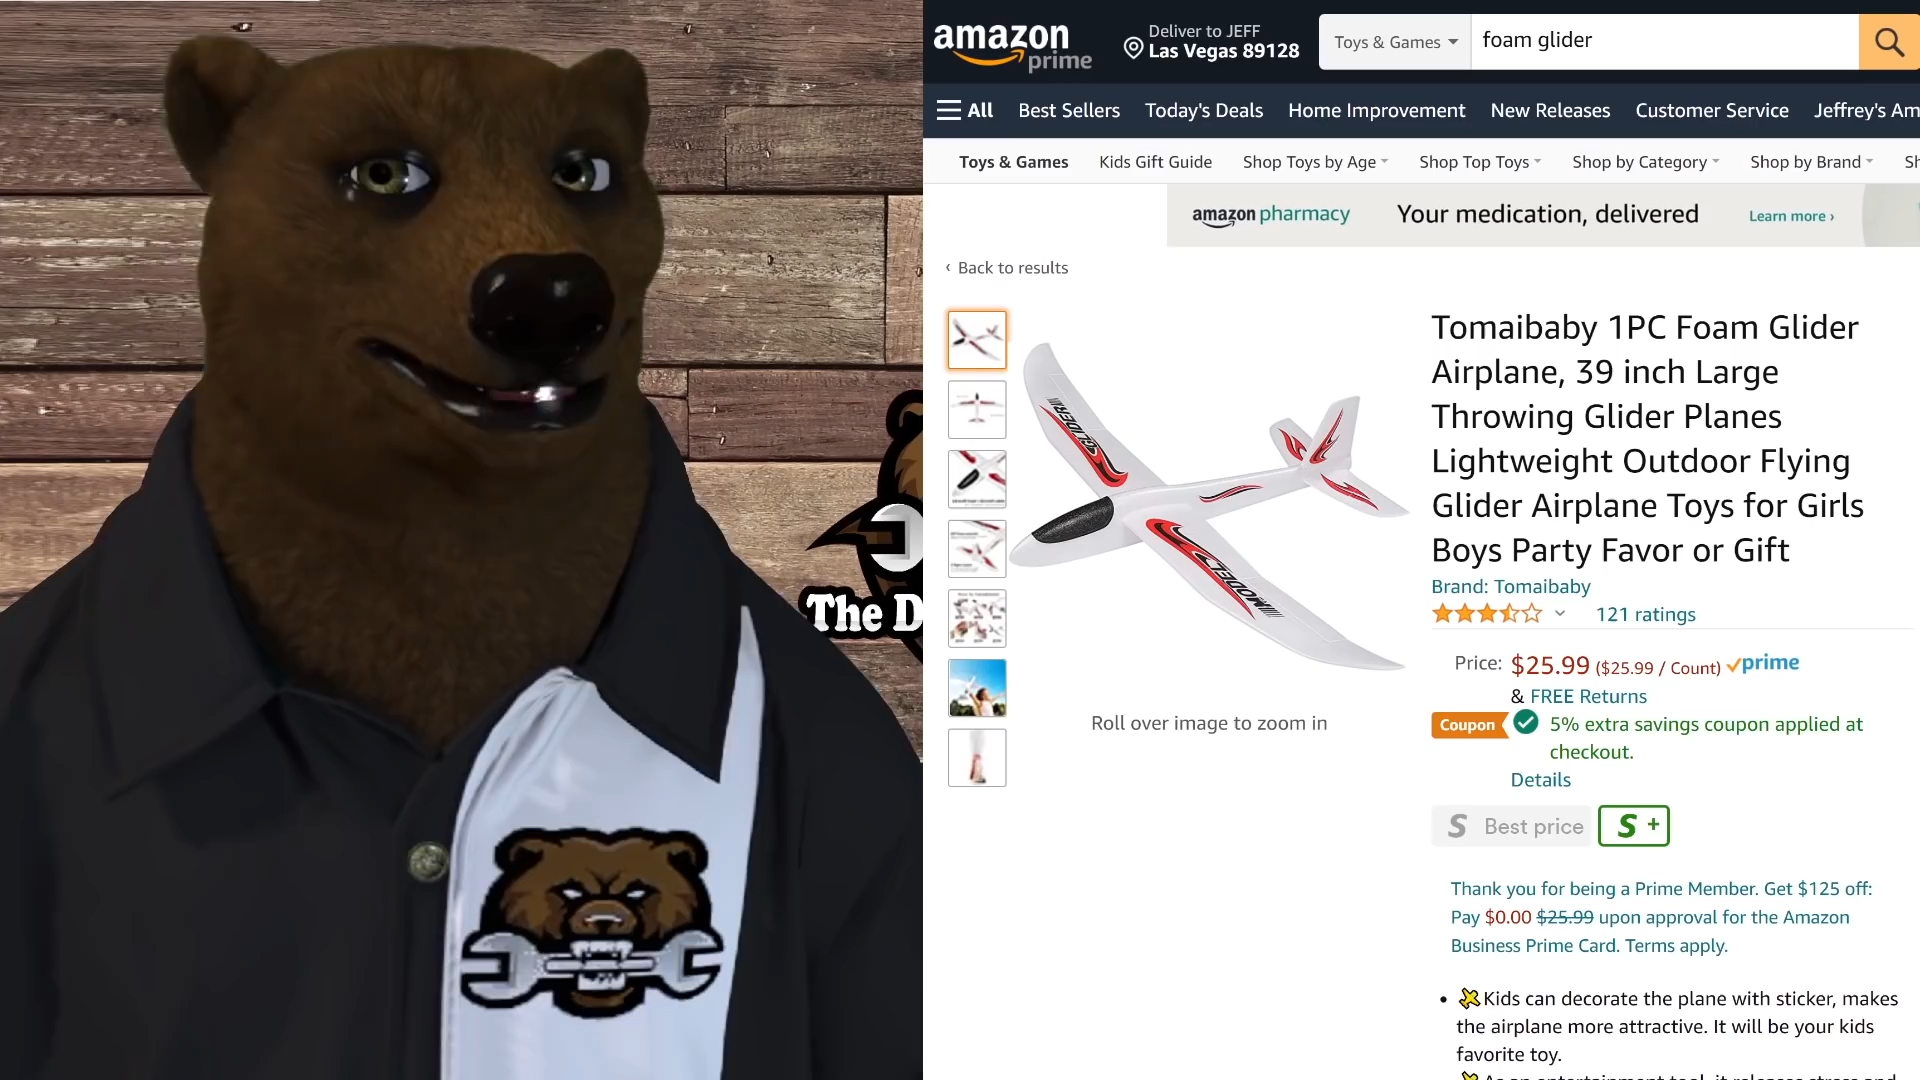 The D
amazon prime
Deliver to JEFF
Las Vegas 89128
Toys & Games
foam glider
All
Best Sellers
Today's Deals
Home Improvement
New Releases
Customer Service
Jeffrey's Am
Toys & Games
Kids Gift Guide
Shop Toys by Age
Shop Top Toys
Shop by Category
Shop by Brand
Sh
amazon pharmacy
Your medication, delivered
Learn more ›
‹ Back to results
GLIDER
MODEL
Roll over image to zoom in
Tomaibaby 1PC Foam Glider
Airplane, 39 inch Large
Throwing Glider Planes
Lightweight Outdoor Flying
Glider Airplane Toys for Girls
Boys Party Favor or Gift
Brand: Tomaibaby
121 ratings
Price: $25.99 ($25.99 / Count) prime
& FREE Returns
Coupon 5% extra savings coupon applied at
checkout.
Details
S Best price S +
Thank you for being a Prime Member. Get $125 off:
Pay $0.00 $25.99 upon approval for the Amazon
Business Prime Card. Terms apply.
• Kids can decorate the plane with sticker, makes
the airplane more attractive. It will be your kids
favorite toy.